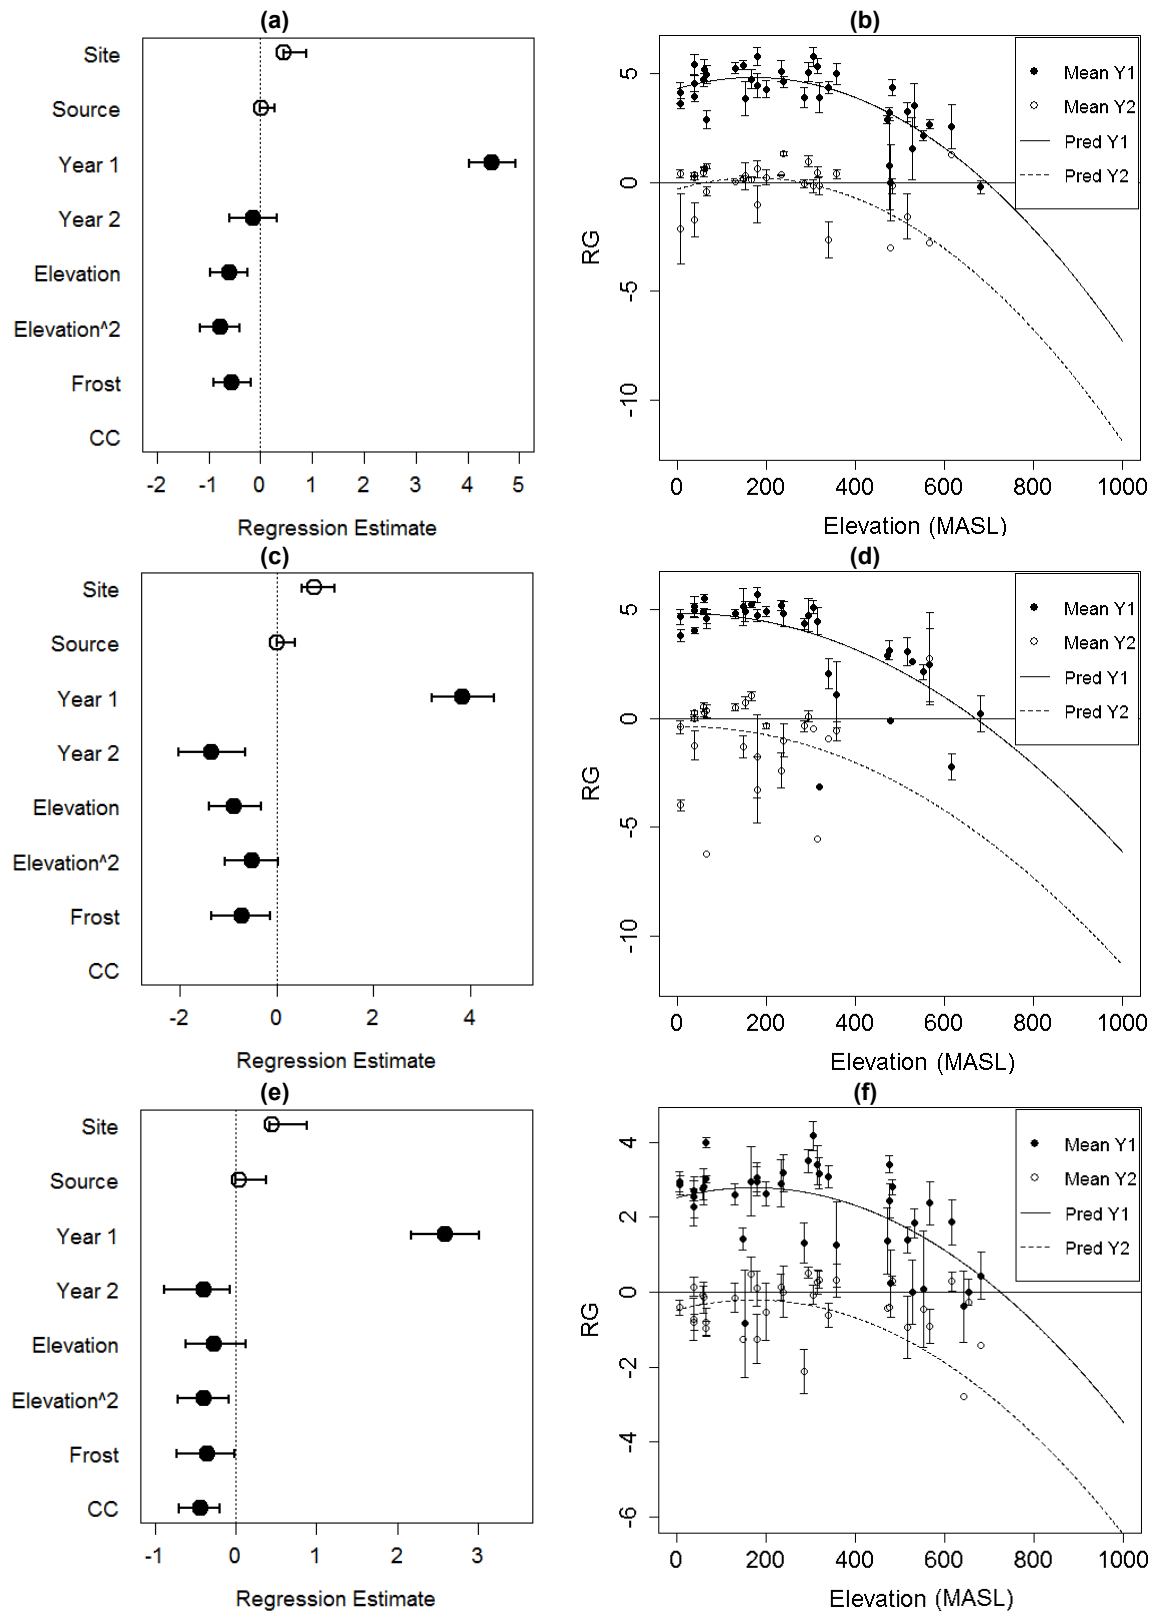 (a)
Site
Source
Year 1
Year 2
Elevation
Elevation^2
Frost
CC
-2 -1 0 1 2 3 4 5
Regression Estimate
(b)
5
0
-5
-10
RG
Mean Y1
Mean Y2
Pred Y1
Pred Y2
0 200 400 600 800 1000
Elevation (MASL)
(c)
Site
Source
Year 1
Year 2
Elevation
Elevation^2
Frost
CC
-2 0 2 4
Regression Estimate
(d)
5
0
-5
-10
RG
Mean Y1
Mean Y2
Pred Y1
Pred Y2
0 200 400 600 800 1000
Elevation (MASL)
(e)
Site
Source
Year 1
Year 2
Elevation
Elevation^2
Frost
CC
-1 0 1 2 3
Regression Estimate
(f)
4
2
0
-2
-4
-6
RG
Mean Y1
Mean Y2
Pred Y1
Pred Y2
0 200 400 600 800 1000
Elevation (MASL)